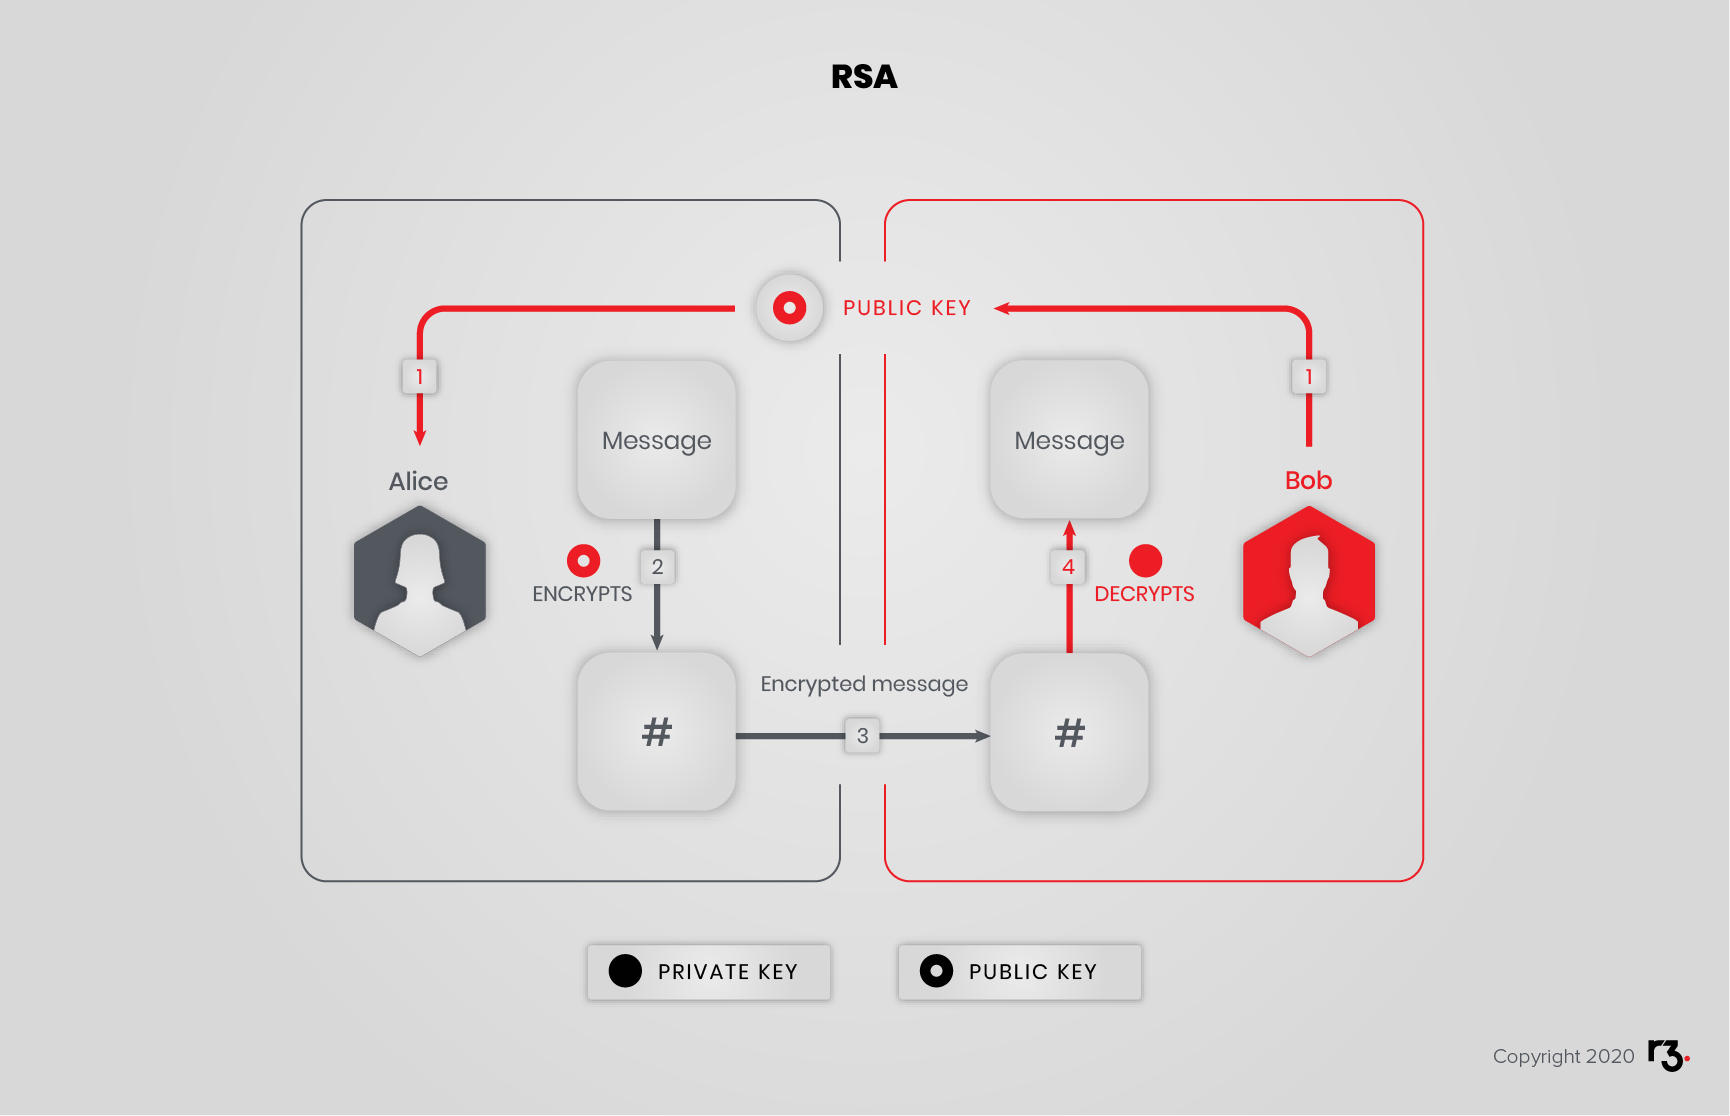 RSA
PUBLIC KEY
1
1
Message
Message
Alice
Bob
2
ENCRYPTS
4
DECRYPTS
Encrypted message
#
3
#
PRIVATE KEY
PUBLIC KEY
Copyright 2020 r3.